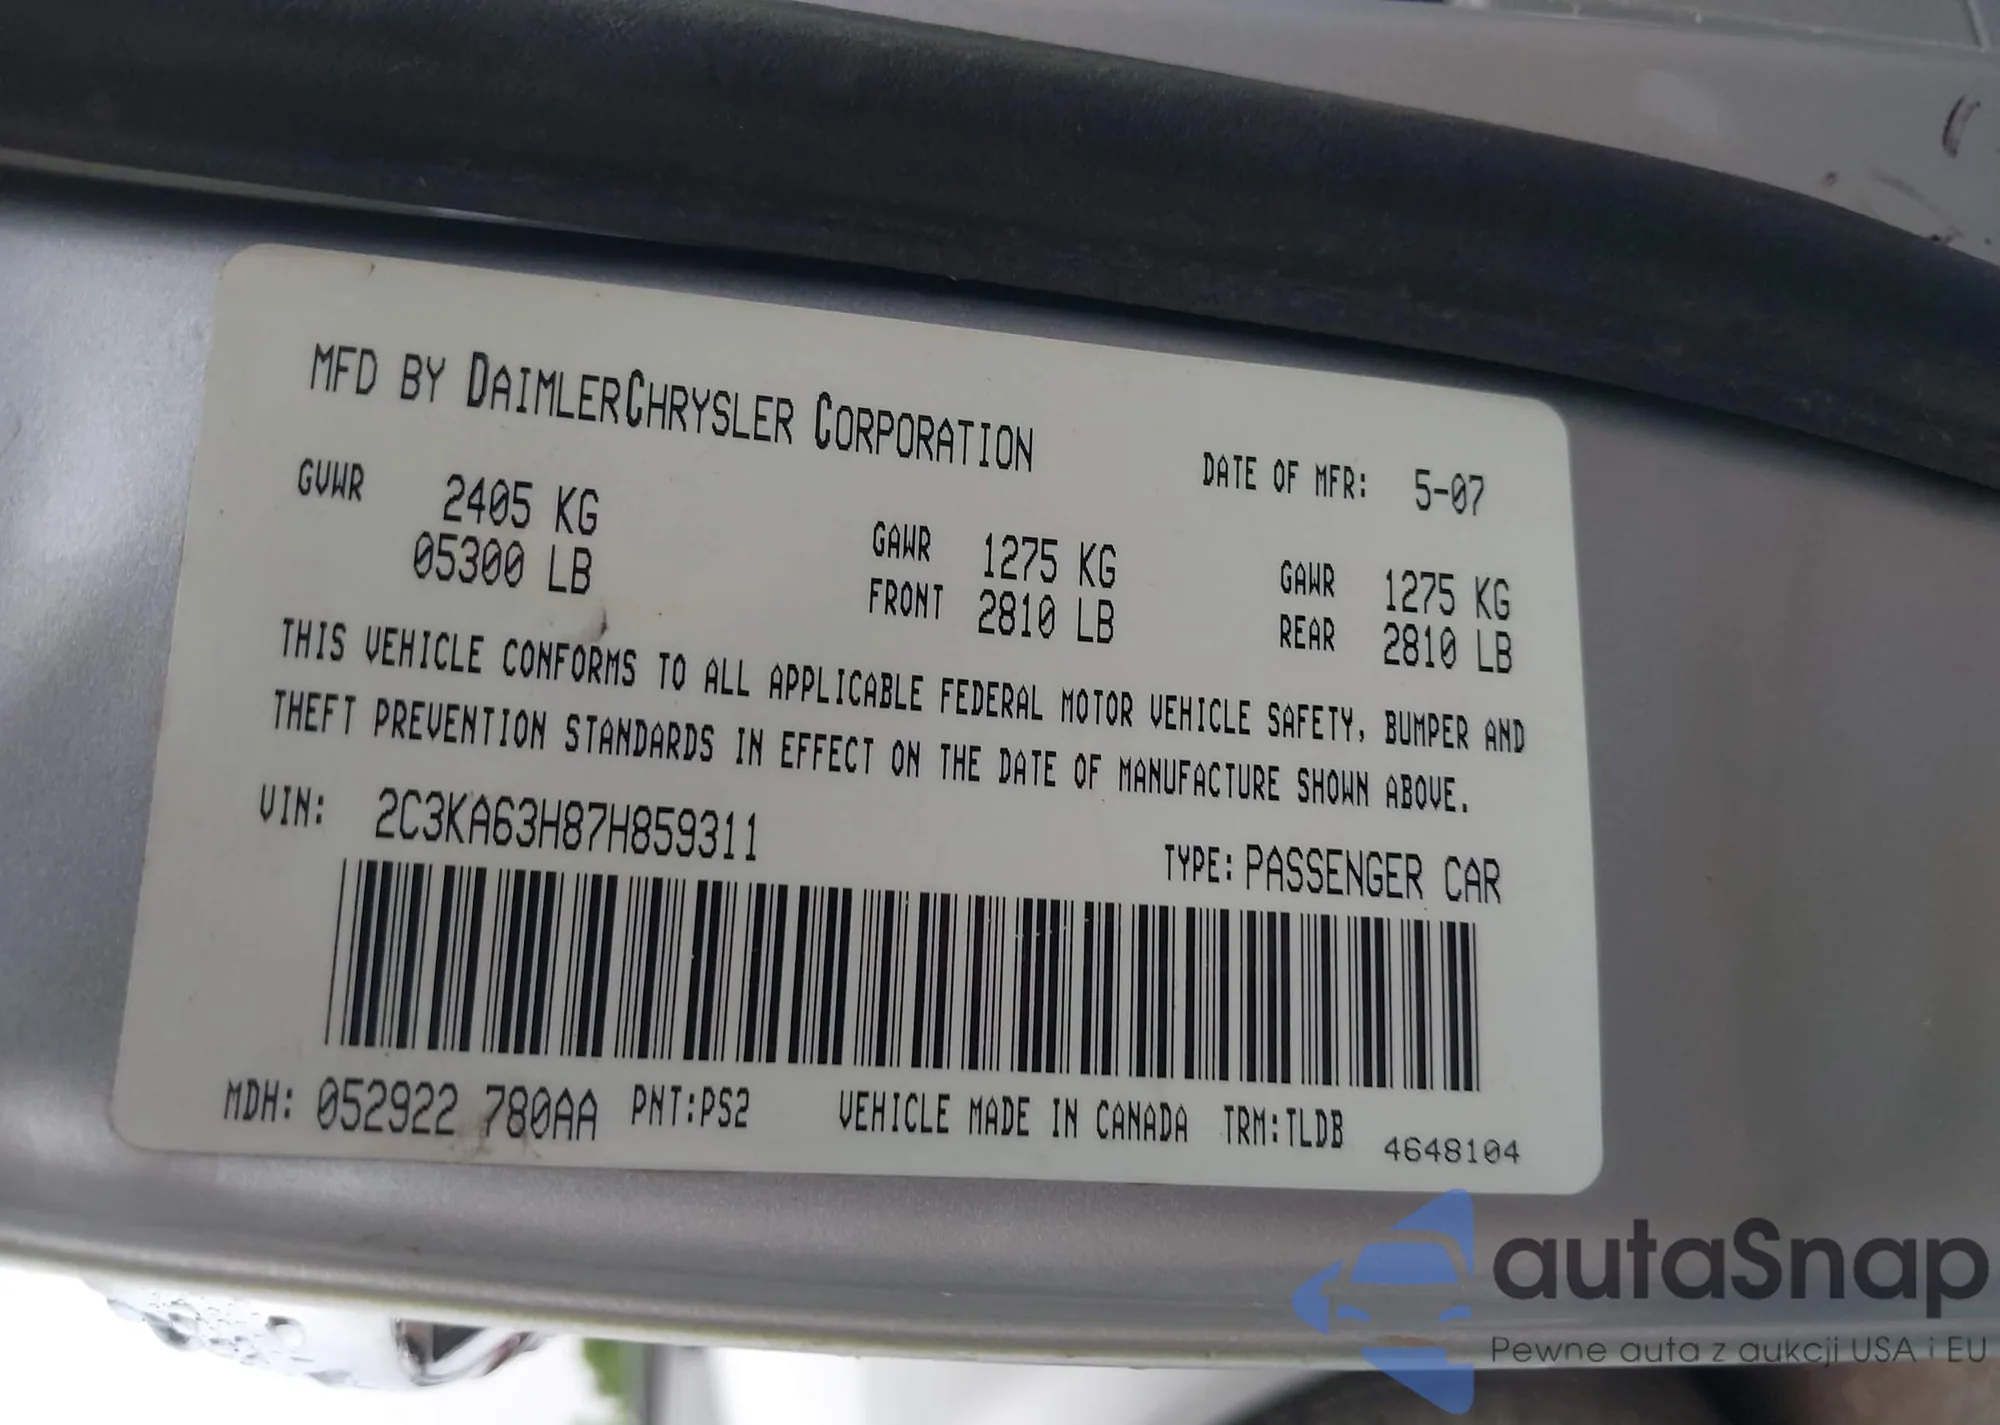 MFD BY DAIMLERCHRYSLER CORPORATION
DATE OF MFR: 5-07
GVWR 2405 KG
05300 LB
GAWR 1275 KG
FRONT 2810 LB
GAWR 1275 KG
REAR 2810 LB
THIS VEHICLE CONFORMS TO ALL APPLICABLE FEDERAL MOTOR VEHICLE SAFETY, BUMPER AND
THEFT PREVENTION STANDARDS IN EFFECT ON THE DATE OF MANUFACTURE SHOWN ABOVE.
VIN: 2C3KA63H87H859311
TYPE: PASSENGER CAR
MDH: 052922 780AA PNT:PS2 VEHICLE MADE IN CANADA TRM:TLDB 4648104
autaSnap
Pewne auta z aukcji USA i EU